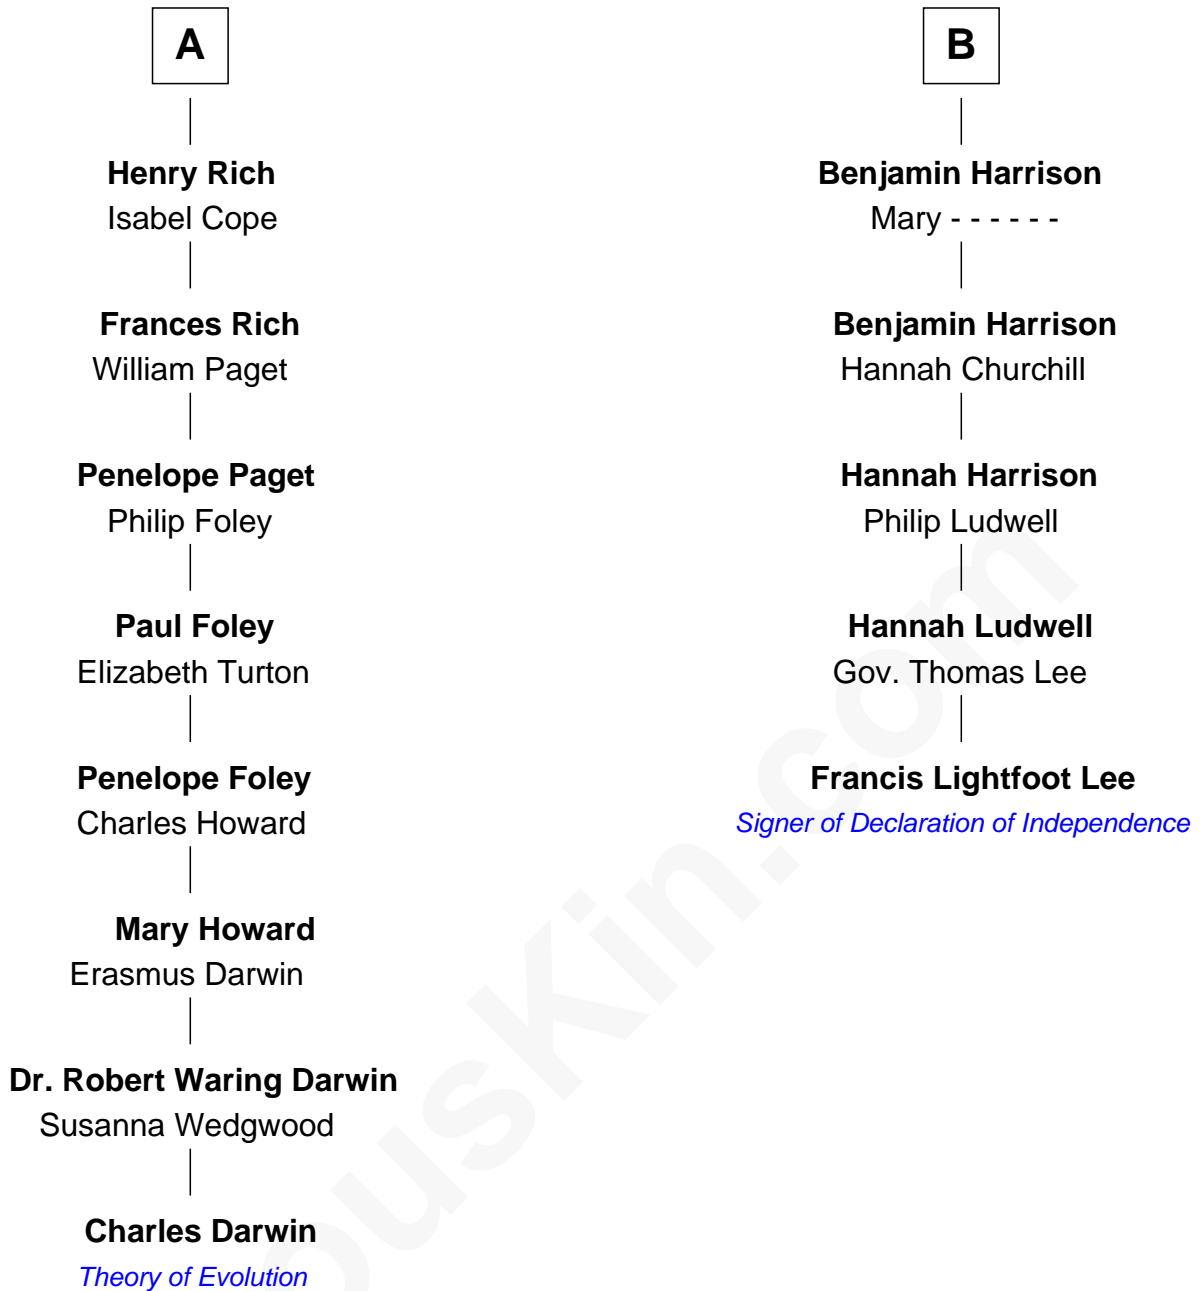 A
Henry Rich
Isabel Cope
Frances Rich
William Paget
Penelope Paget
Philip Foley
Paul Foley
Elizabeth Turton
Penelope Foley
Charles Howard
Mary Howard
Erasmus Darwin
Dr. Robert Waring Darwin
Susanna Wedgwood
Charles Darwin
Theory of Evolution
B
Benjamin Harrison
Mary - - - - - -
Benjamin Harrison
Hannah Churchill
Hannah Harrison
Philip Ludwell
Hannah Ludwell
Gov. Thomas Lee
Francis Lightfoot Lee
Signer of Declaration of Independence
ousKin.com